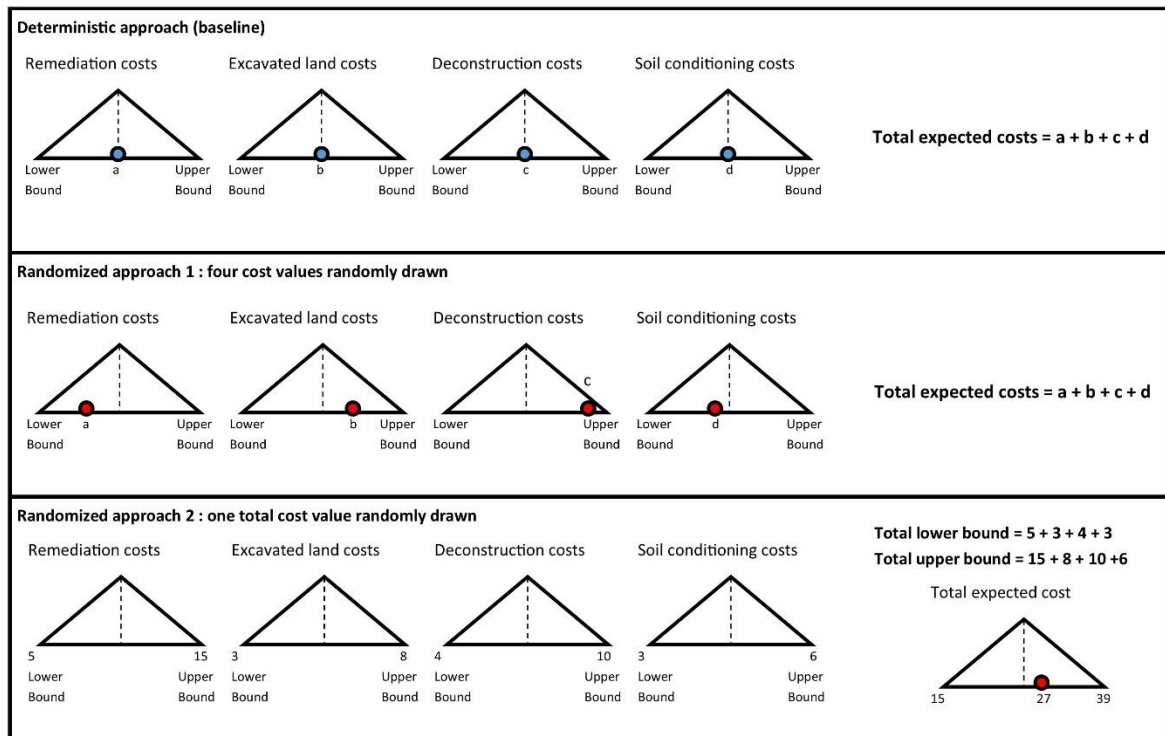 Deterministic approach (baseline)
Remediation costs Excavated land costs Deconstruction costs Soil conditioning costs
Total expected costs = a + b + c + d
Lower a Upper Lower b Upper Lower c Upper Lower d Upper
Bound Bound Bound Bound Bound Bound Bound Bound
Randomized approach 1 : four cost values randomly drawn
Remediation costs Excavated land costs Deconstruction costs Soil conditioning costs
c
Total expected costs = a + b + c + d
Lower a Upper Lower b Upper Lower Upper Lower d Upper
Bound Bound Bound Bound Bound Bound Bound Bound
Randomized approach 2 : one total cost value randomly drawn
Total lower bound = 5 + 3 + 4 + 3
Remediation costs Excavated land costs Deconstruction costs Soil conditioning costs
Total upper bound = 15 + 8 + 10 +6
Total expected cost
5 15 3 8 4 10 3 6
Lower Upper Lower Upper Lower Upper Lower Upper
Bound Bound Bound Bound Bound Bound Bound Bound
15 27 39